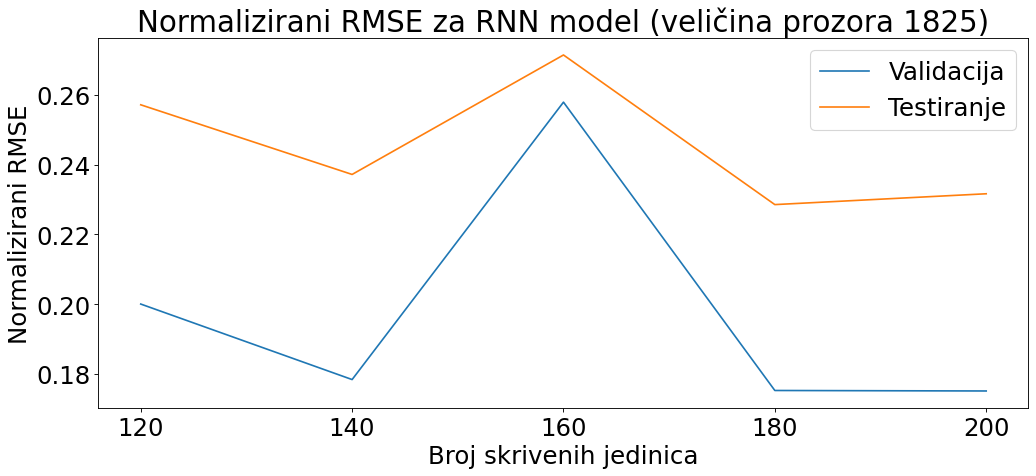 Normalizirani RMSE za RNN model (veličina prozora 1825)
Validacija
Testiranje
Normalizirani RMSE
0.26
0.24
0.22
0.20
0.18
120 140 160 180 200
Broj skrivenih jedinica